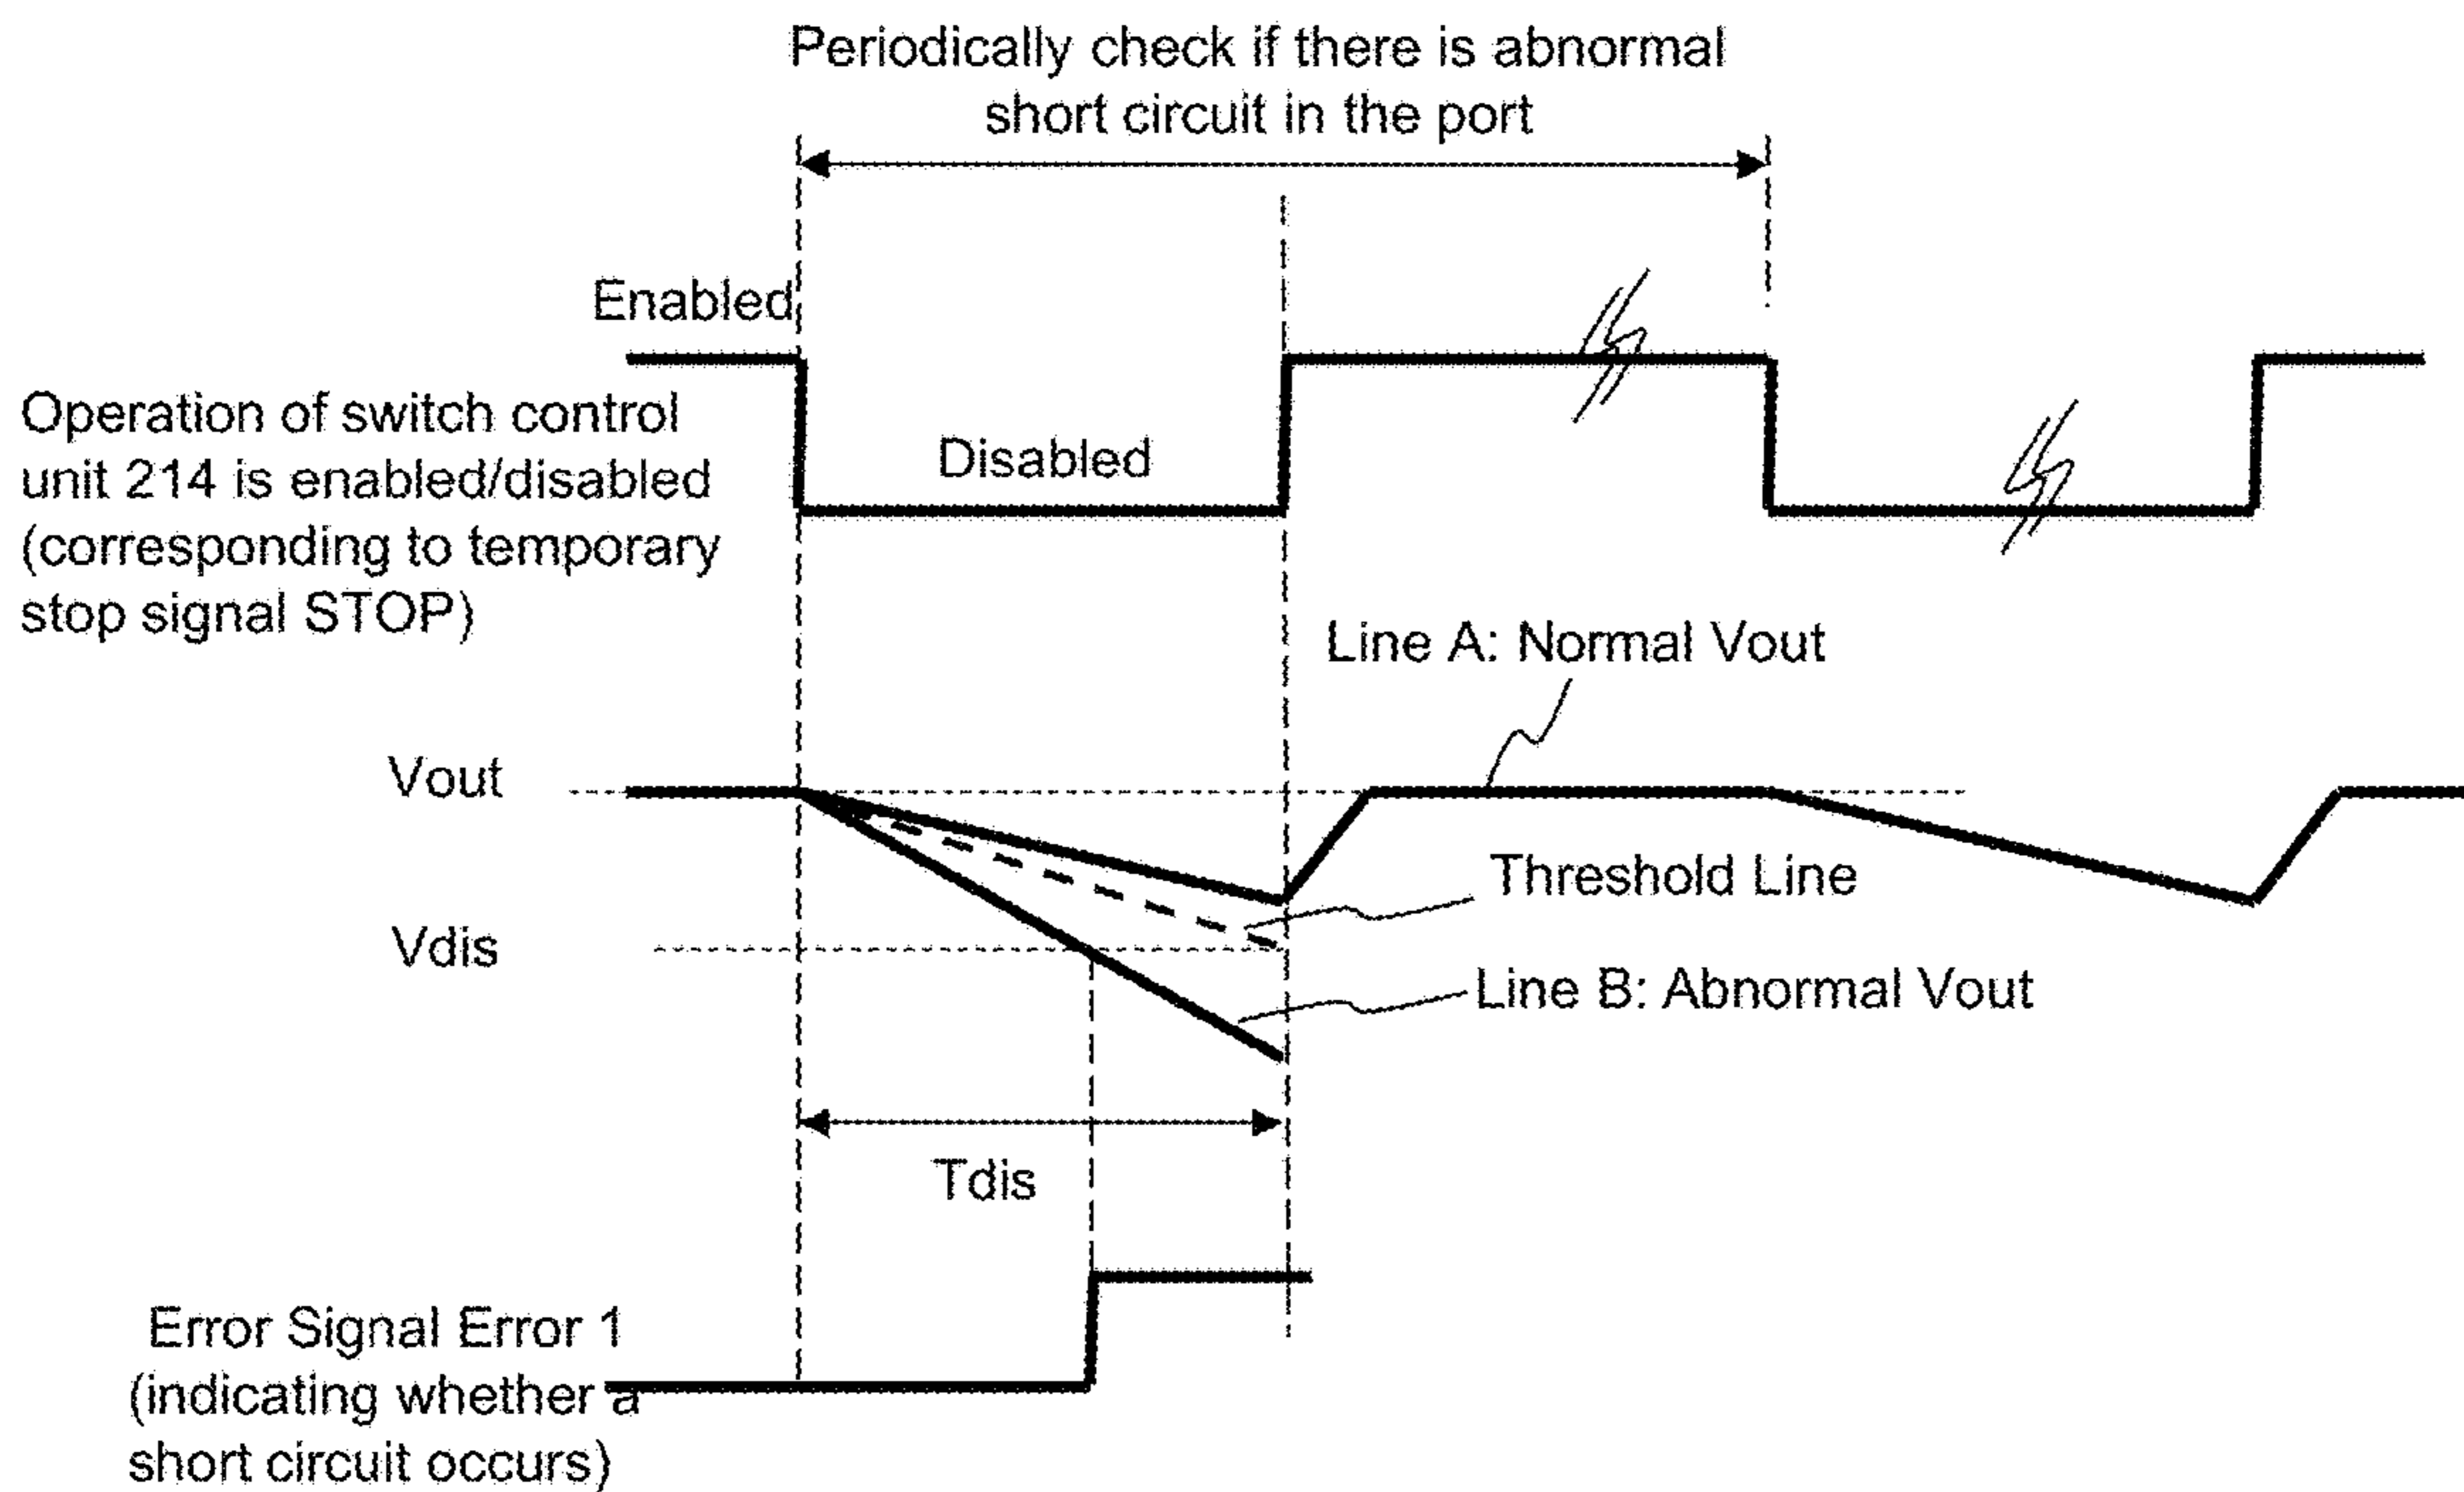 Periodically check if there is abnormal
short circuit in the port
Enabled
Disabled
Operation of switch control
unit 214 is enabled/disabled
(corresponding to temporary
stop signal STOP)
Line A: Normal Vout
Vout
Threshold Line
Vdis
Line B: Abnormal Vout
Tdis
Error Signal Error 1
(indicating whether a
short circuit occurs)